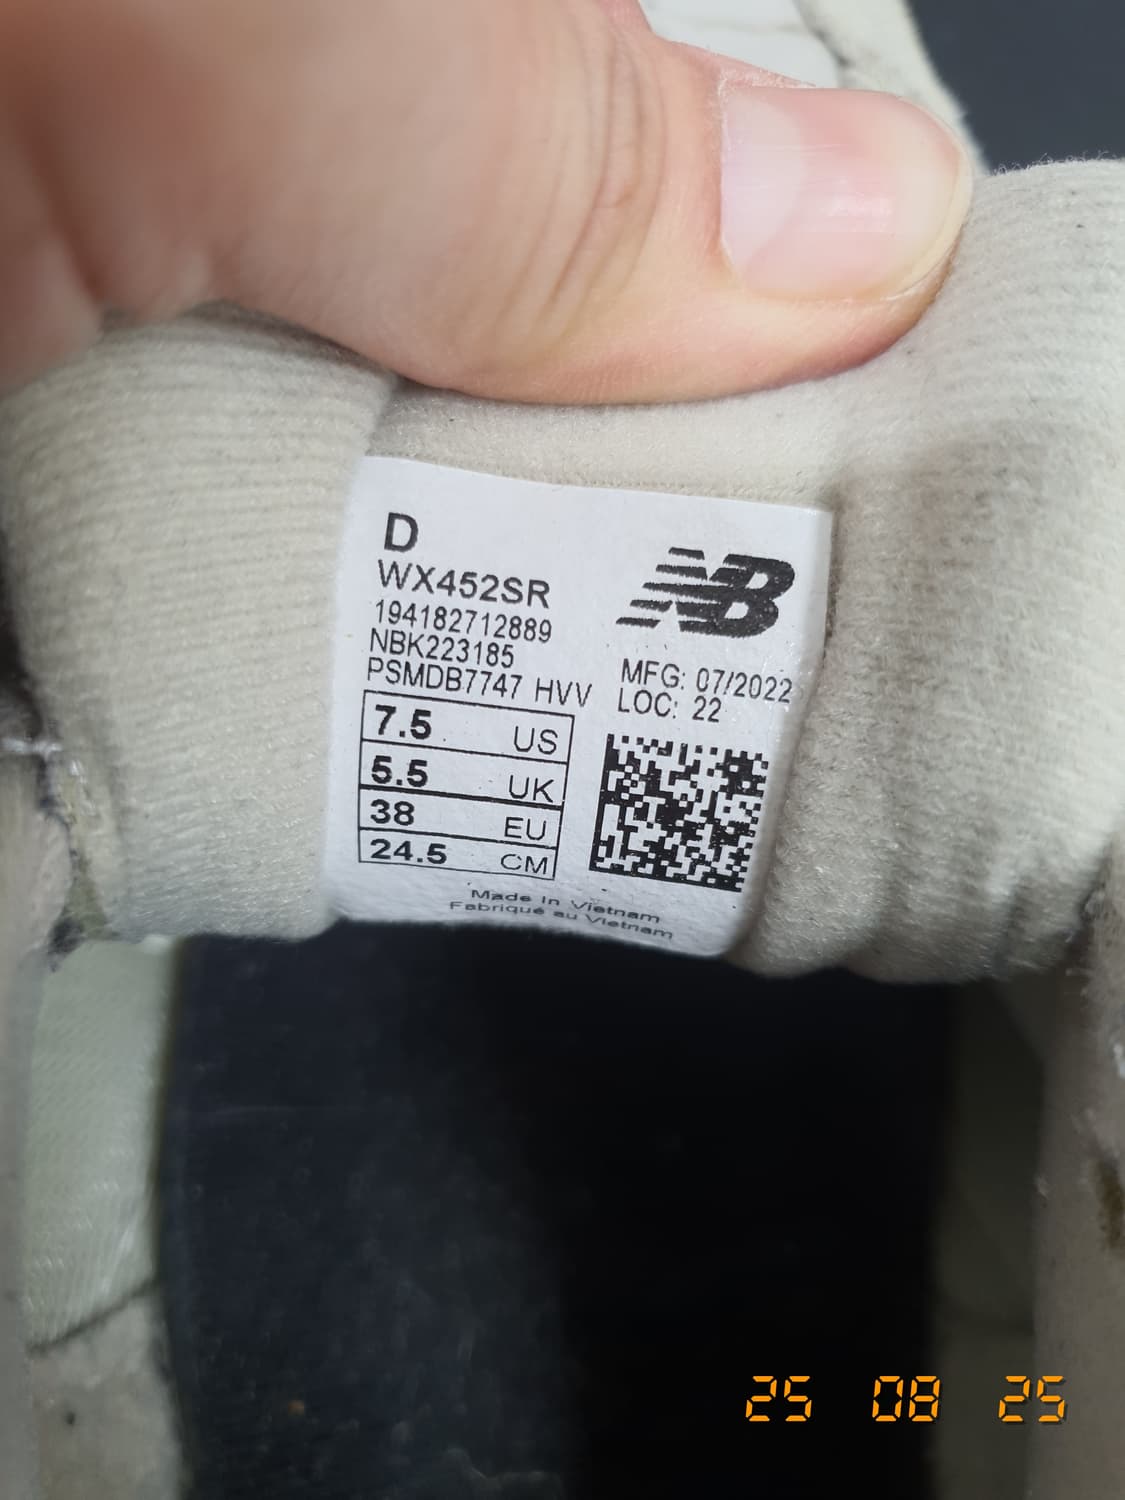 D
WX452SR
194182712889
NBK223185
PSMDB7747 HVV
NB
MFG: 07/2022
LOC: 22
7.5 US
5.5 UK
38 EU
24.5 CM
Made In Vietnam
Fabriqué au Vietnam
25 08 25